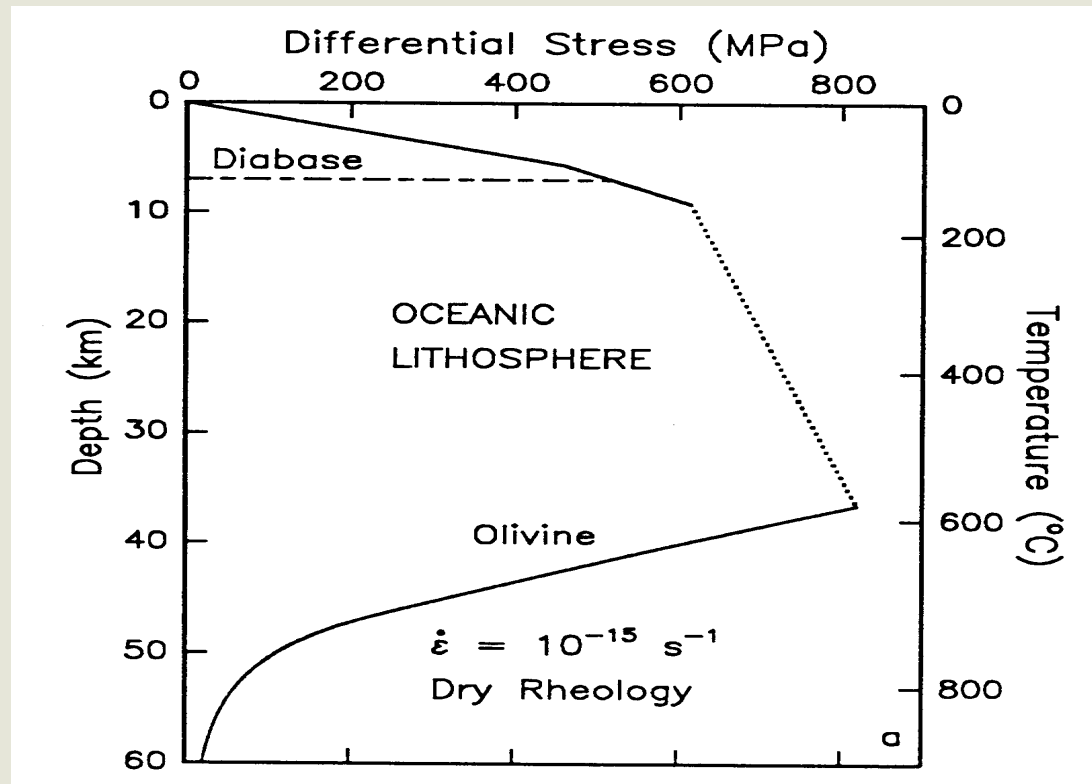 Differential Stress (MPa)
0 200 400 600 800
0
10
20
30
40
50
60
Depth (km)
Diabase
OCEANIC
LITHOSPHERE
Olivine
ε̇ = 10⁻¹⁵ s⁻¹
Dry Rheology
a
0
200
400
600
800
Temperature (°C)